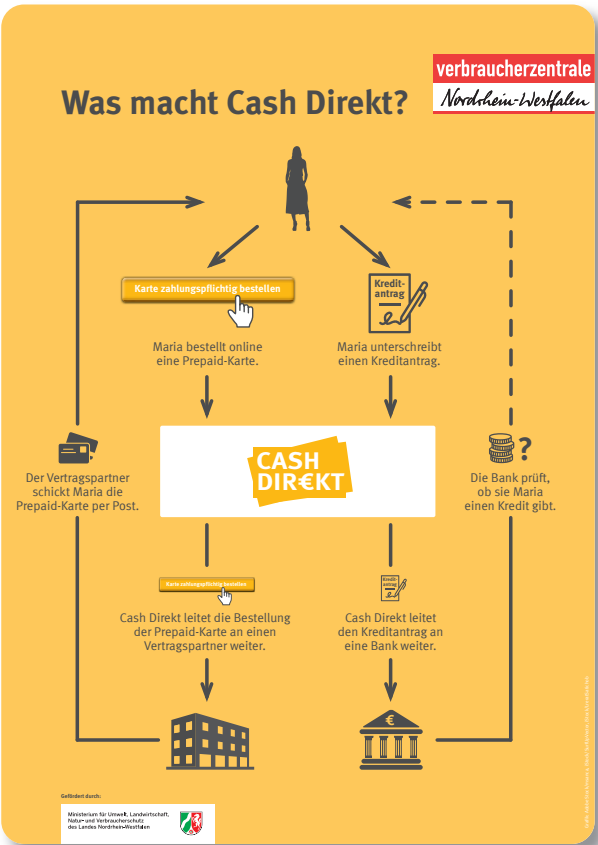 verbraucherzentrale
Nordrhein-Westfalen
Was macht Cash Direkt?
Karte zahlungspflichtig bestellen
Kredit-
antrag
Maria bestellt online
eine Prepaid-Karte.
Maria unterschreibt
einen Kreditantrag.
CASH
DIR€KT
?
Der Vertragspartner
schickt Maria die
Prepaid-Karte per Post.
Die Bank prüft,
ob sie Maria
einen Kredit gibt.
Karte zahlungspflichtig bestellen
Kredit-
antrag
Cash Direkt leitet die Bestellung
der Prepaid-Karte an einen
Vertragspartner weiter.
Cash Direkt leitet
den Kreditantrag an
eine Bank weiter.
€
Gefördert durch:
Ministerium für Umwelt, Landwirtschaft,
Natur- und Verbraucherschutz
des Landes Nordrhein-Westfalen